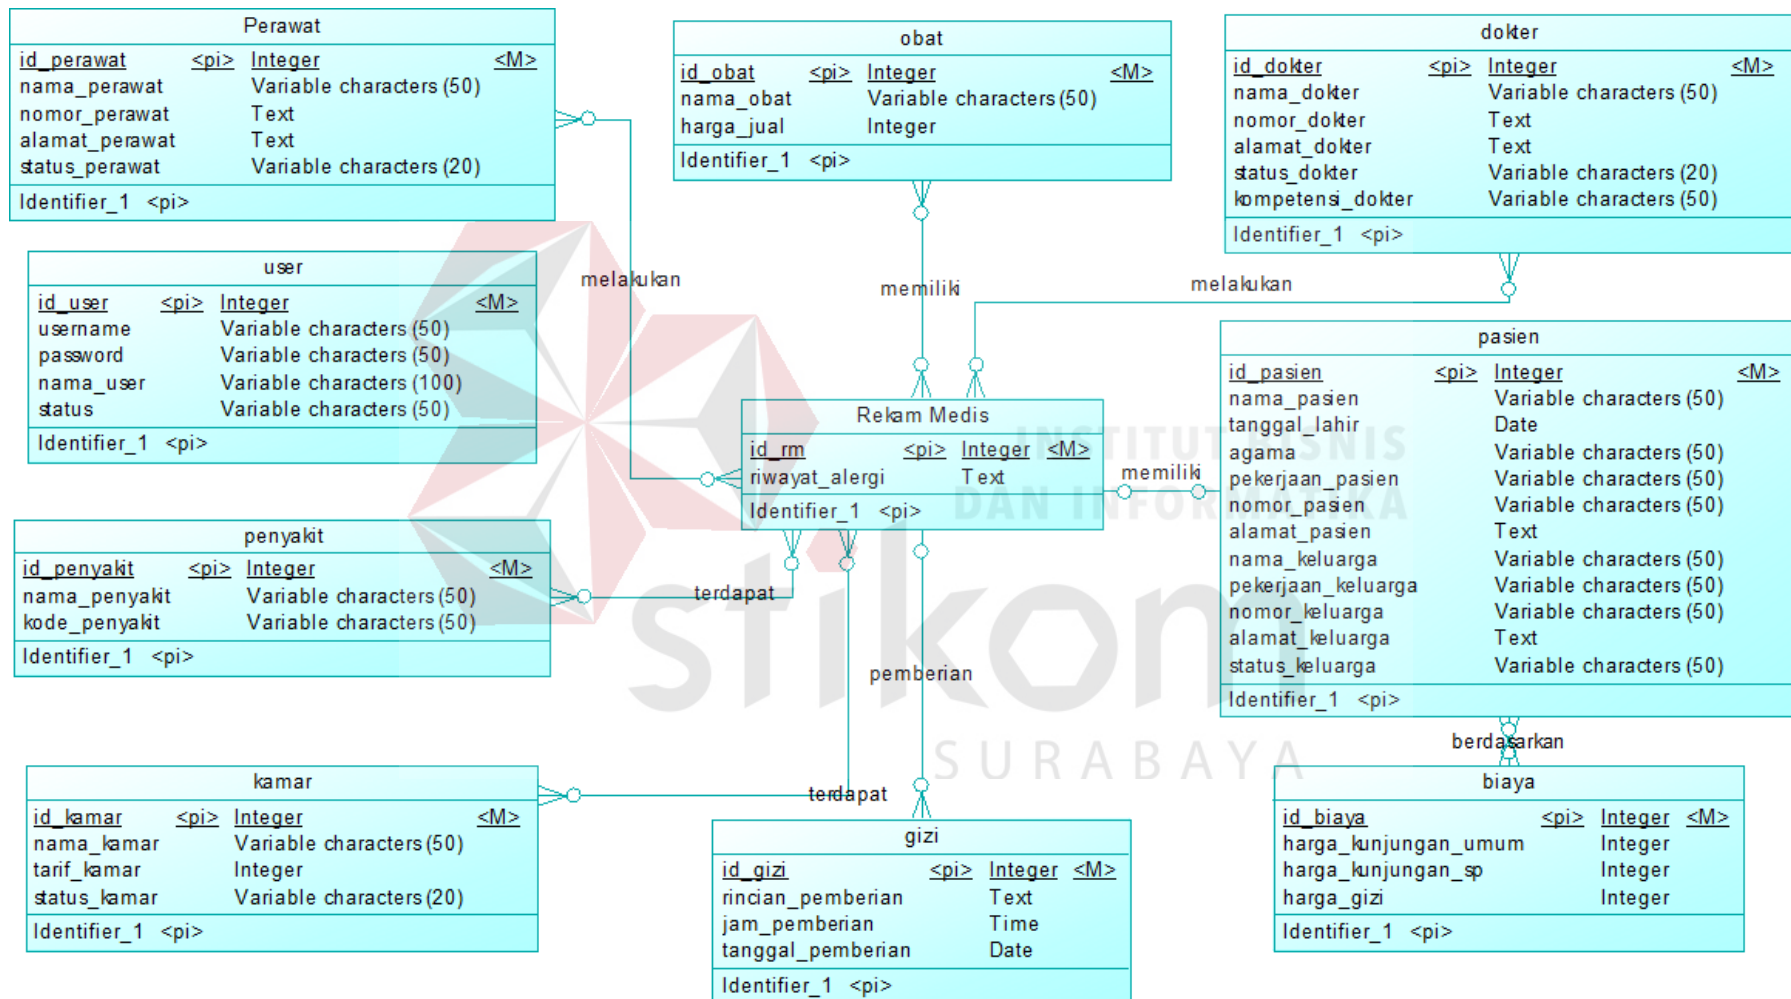 Perawat
id_perawat <pi> Integer <M>
nama_perawat Variable characters (50)
nomor_perawat Text
alamat_perawat Text
status_perawat Variable characters (20)
Identifier_1 <pi>
obat
id_obat <pi> Integer <M>
nama_obat Variable characters (50)
harga_jual Integer
Identifier_1 <pi>
dokter
id_dokter <pi> Integer <M>
nama_dokter Variable characters (50)
nomor_dokter Text
alamat_dokter Text
status_dokter Variable characters (20)
kompetensi_dokter Variable characters (50)
Identifier_1 <pi>
user
id_user <pi> Integer <M>
username Variable characters (50)
password Variable characters (50)
nama_user Variable characters (100)
status Variable characters (50)
Identifier_1 <pi>
melakukan
memiliki
melakukan
pasien
id_pasien <pi> Integer <M>
nama_pasien Variable characters (50)
tanggal_lahir Date
agama Variable characters (50)
pekerjaan_pasien Variable characters (50)
nomor_pasien Variable characters (50)
alamat_pasien Text
nama_keluarga Variable characters (50)
pekerjaan_keluarga Variable characters (50)
nomor_keluarga Variable characters (50)
alamat_keluarga Text
status_keluarga Variable characters (50)
Identifier_1 <pi>
Rekam Medis
id_rm <pi> Integer <M>
riwayat_alergi Text
Identifier_1 <pi>
memiliki
INSTITUT BISNIS
DAN INFORMATIKA
stikom
SURABAYA
penyakit
id_penyakit <pi> Integer <M>
nama_penyakit Variable characters (50)
kode_penyakit Variable characters (50)
Identifier_1 <pi>
terdapat
pemberian
berdasarkan
kamar
id_kamar <pi> Integer <M>
nama_kamar Variable characters (50)
tarif_kamar Integer
status_kamar Variable characters (20)
Identifier_1 <pi>
terdapat
gizi
id_gizi <pi> Integer <M>
rincian_pemberian Text
jam_pemberian Time
tanggal_pemberian Date
Identifier_1 <pi>
biaya
id_biaya <pi> Integer <M>
harga_kunjungan_umum Integer
harga_kunjungan_sp Integer
harga_gizi Integer
Identifier_1 <pi>